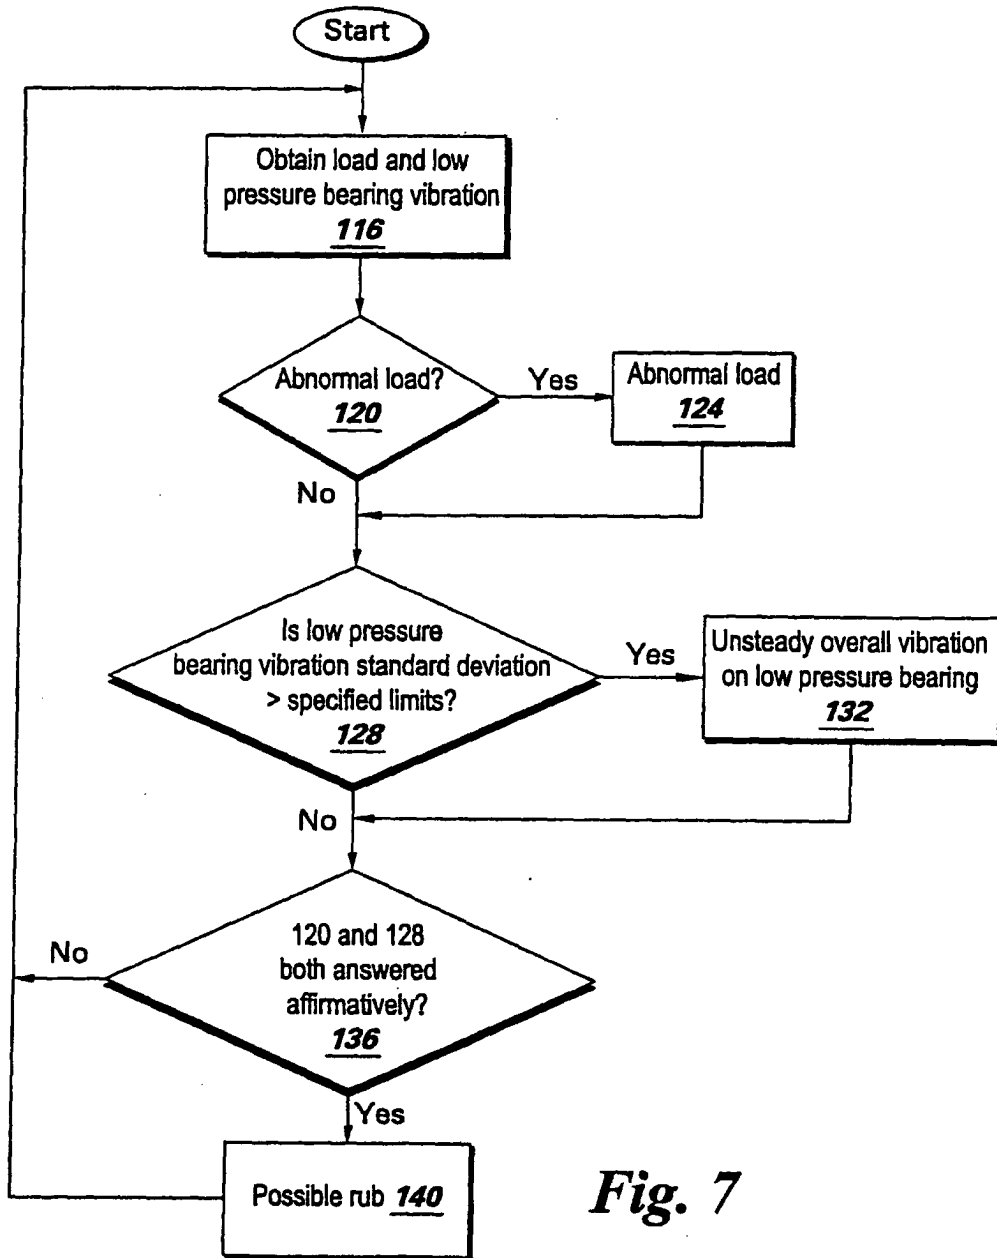 Start
Obtain load and low
pressure bearing vibration
116
Abnormal load?
120
Yes
Abnormal load
124
No
Is low pressure
bearing vibration standard deviation
> specified limits?
128
Yes
Unsteady overall vibration
on low pressure bearing
132
No
120 and 128
both answered
affirmatively?
136
No
Yes
Possible rub 140
Fig. 7